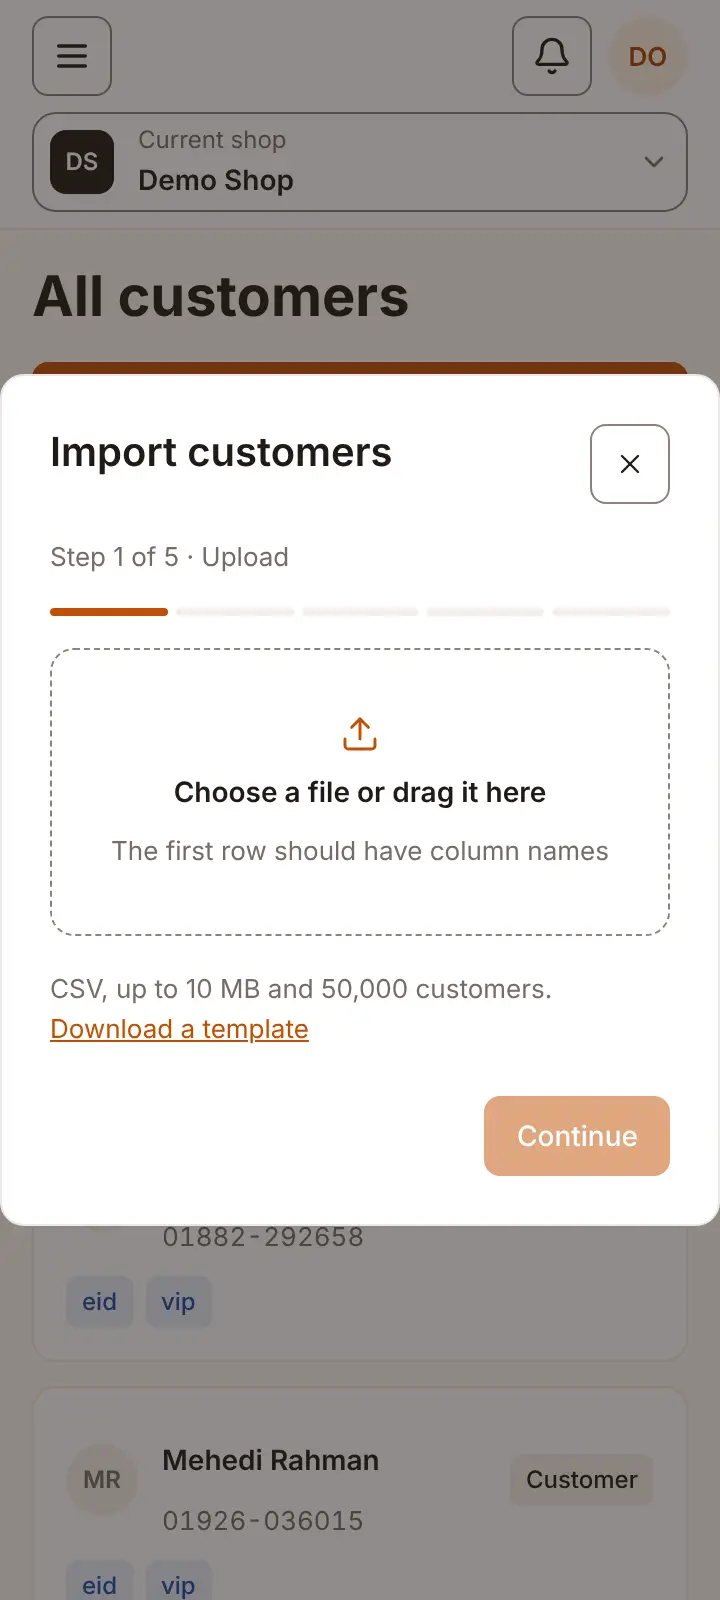 DO
DS
Current shop
Demo Shop
All customers
Import customers
Step 1 of 5 · Upload
Choose a file or drag it here
The first row should have column names
CSV, up to 10 MB and 50,000 customers.
Download a template
Continue
01882-292658
eid
vip
MR
Mehedi Rahman
Customer
01926-036015
eid
vip